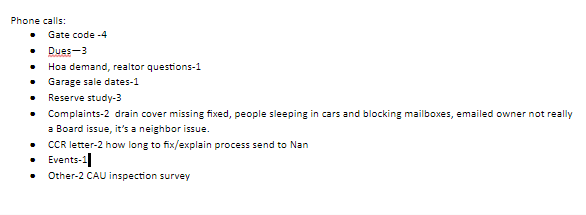 Phone calls:
• Gate code -4
• Dues—3
• Hoa demand, realtor questions-1
• Garage sale dates-1
• Reserve study-3
• Complaints-2  drain cover missing fixed, people sleeping in cars and blocking mailboxes, emailed owner not really
a Board issue, it's a neighbor issue.
• CCR letter-2 how long to fix/explain process send to Nan
• Events-1
• Other-2 CAU inspection survey